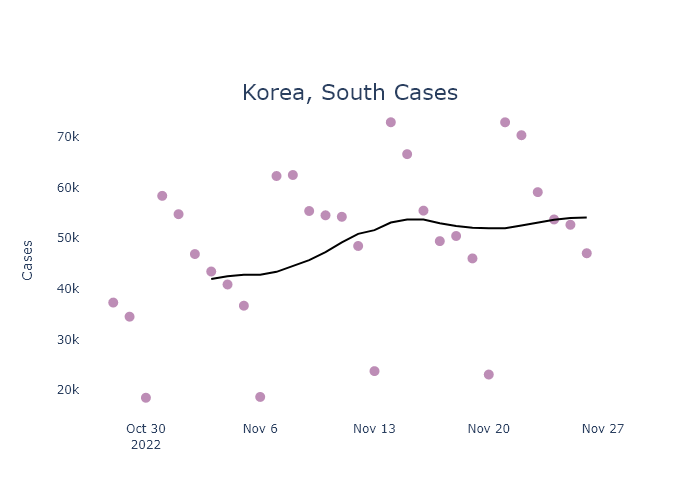 Korea, South Cases
70k
60k
50k
40k
30k
20k
Cases
Oct 30
2022
Nov 6
Nov 13
Nov 20
Nov 27